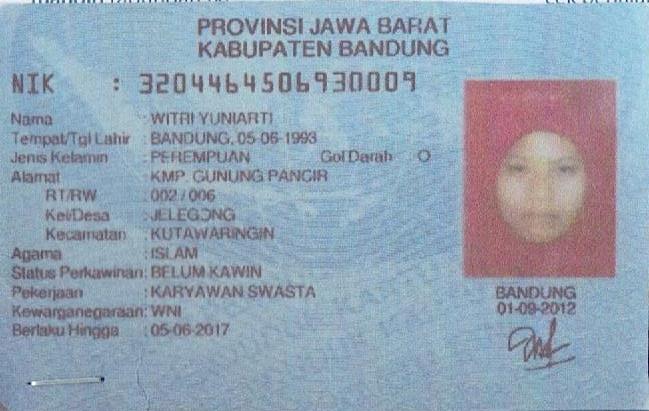 PROVINSI JAWA BARAT
KABUPATEN BANDUNG
NIK : 3204464506930009
Nama : WITRI YUNIARTI
Tempat/Tgl Lahir : BANDUNG, 05-06-1993
Jenis Kelamin : PEREMPUAN Gol Darah O
Alamat : KMP. GUNUNG PANGIR
RT/RW : 002 / 006
Kel/Desa : JELEGONG
Kecamatan : KUTAWARINGIN
Agama : ISLAM
Status Perkawinan: BELUM KAWIN
Pekerjaan : KARYAWAN SWASTA
Kewarganegaraan: WNI
Berlaku Hingga : 05-06-2017
BANDUNG
01-09-2012